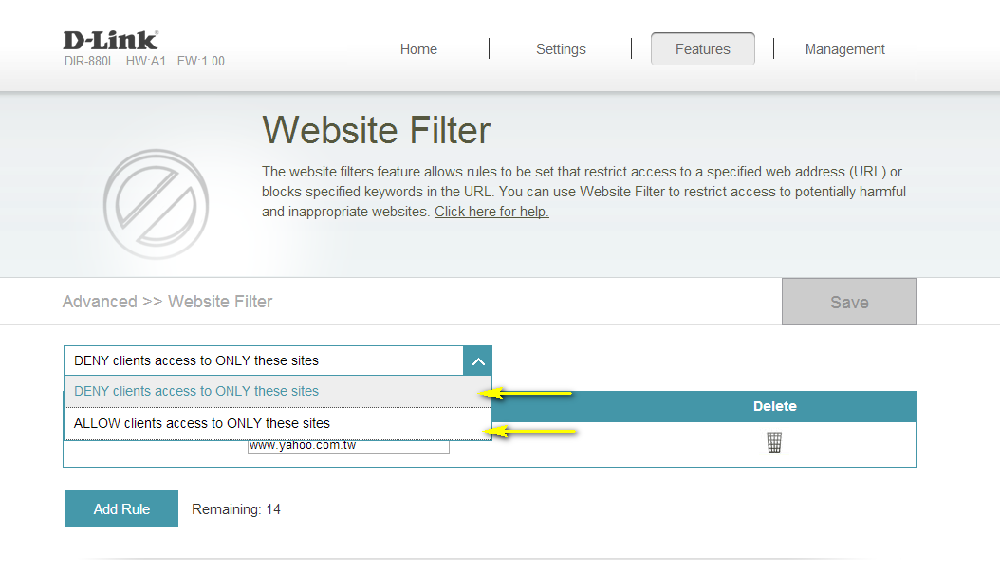 D-Link
DIR-880L HW:A1 FW:1.00
Home
Settings
Features
Management
Website Filter
The website filters feature allows rules to be set that restrict access to a specified web address (URL) or
blocks specified keywords in the URL. You can use Website Filter to restrict access to potentially harmful
and inappropriate websites. Click here for help.
Advanced >> Website Filter
Save
DENY clients access to ONLY these sites
DENY clients access to ONLY these sites
ALLOW clients access to ONLY these sites
Delete
www.yahoo.com.tw
Add Rule
Remaining: 14